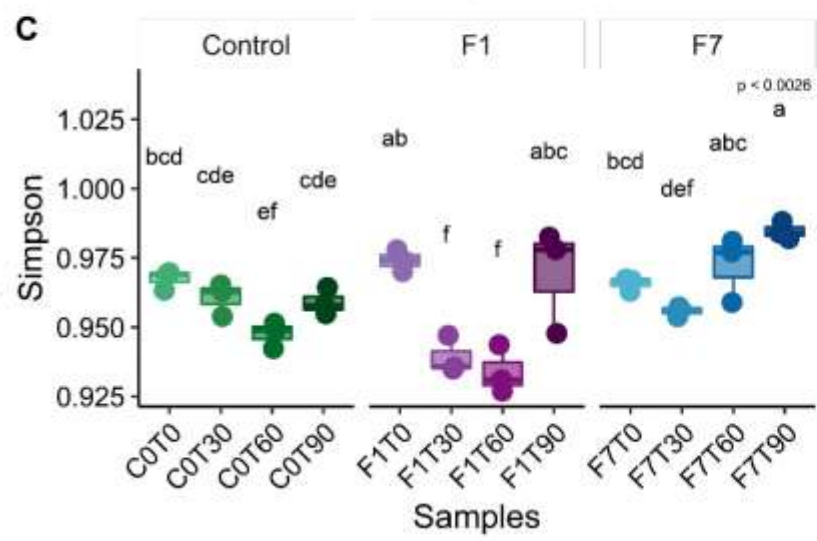 C
Control F1 F7
p < 0.0026
bcd cde ef cde
ab f f abc
bcd def abc a
Simpson
1.025
1.000
0.975
0.950
0.925
C0T0 C0T30 C0T60 C0T90
F1T0 F1T30 F1T60 F1T90
F7T0 F7T30 F7T60 F7T90
Samples